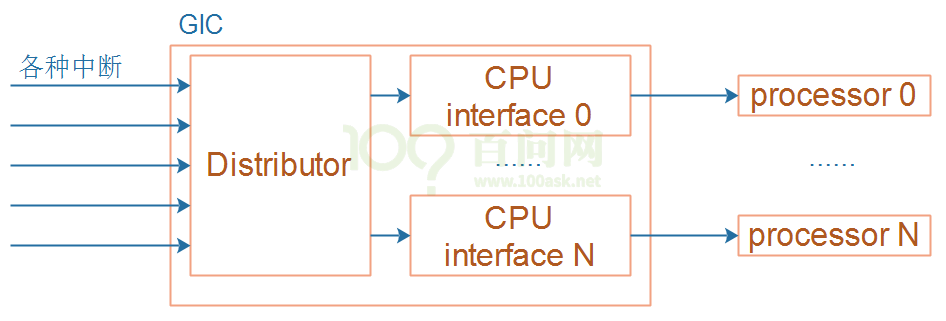 GIC
各种中断
Distributor
CPU
interface 0
processor 0
100?
百问网
www.100ask.net
......
......
CPU
interface N
processor N